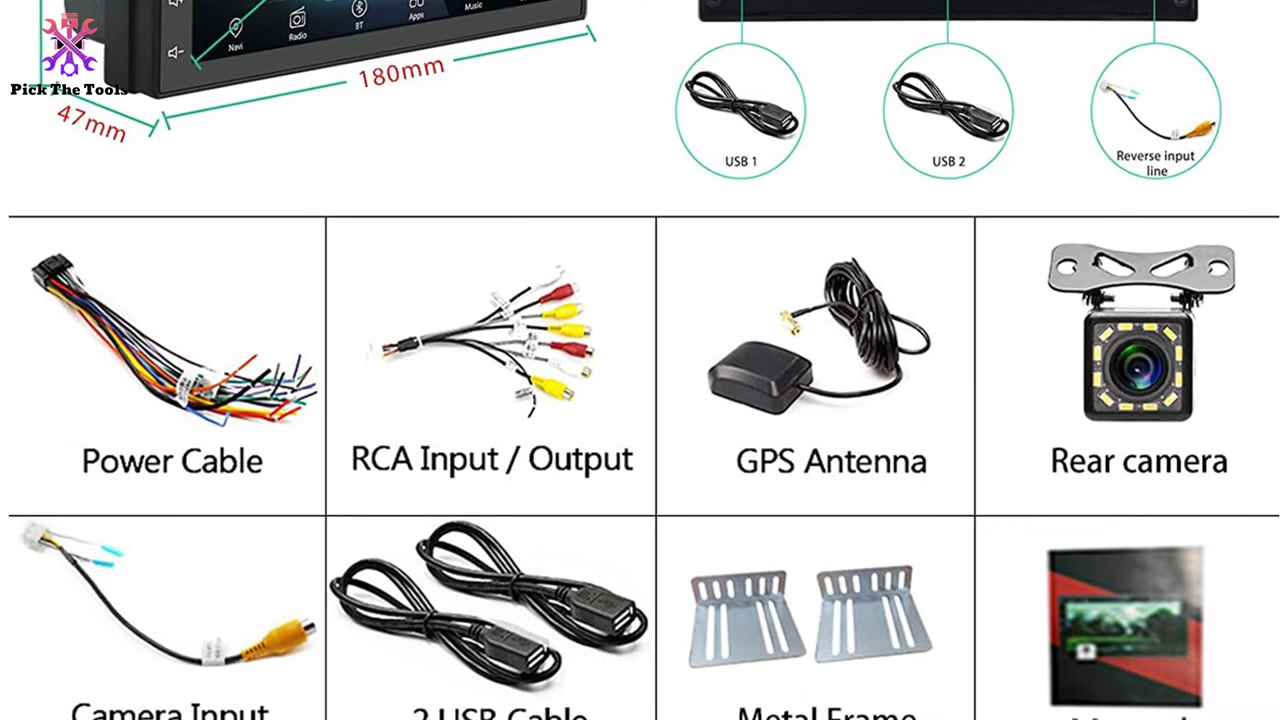 Navi
Radio
BT
Apps
Music
Pick The Tools
47mm
180mm
USB 1
USB 2
Reverse input
line
Power Cable
RCA Input / Output
GPS Antenna
Rear camera
Camera Input
2 USB Cable
Metal Frame